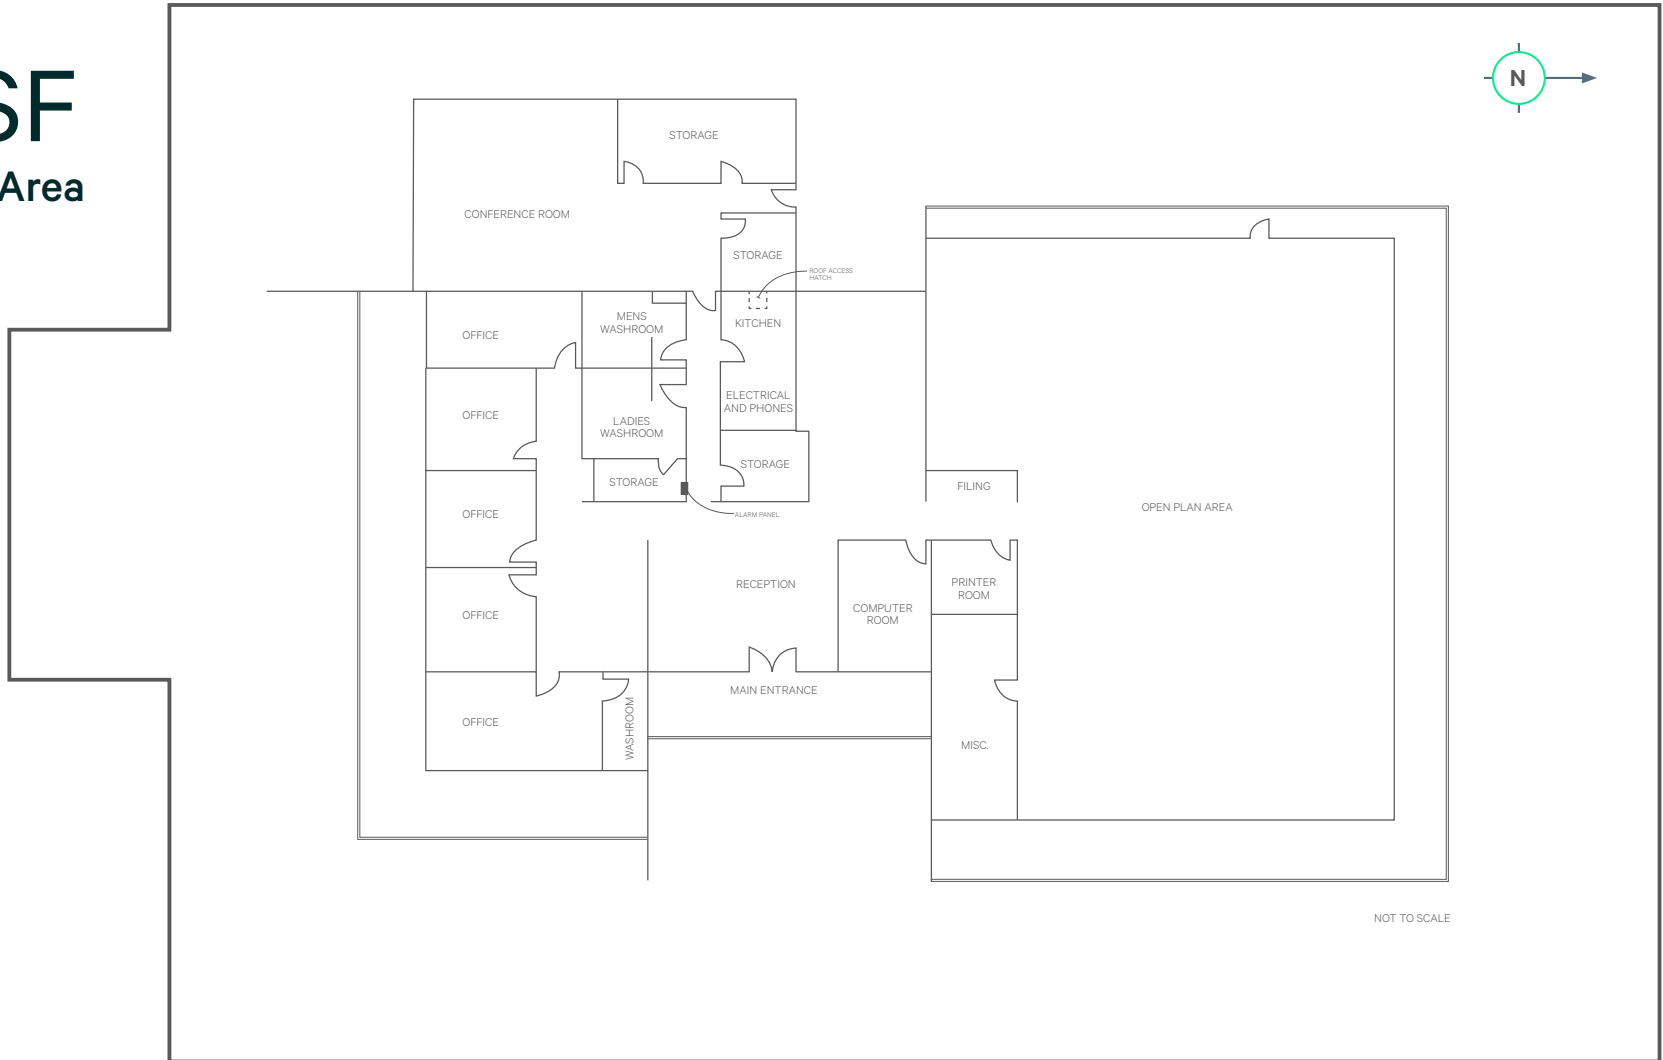 SF
Area
N
STORAGE
CONFERENCE ROOM
STORAGE
ROOF ACCESS
HATCH
MENS
WASHROOM
KITCHEN
OFFICE
ELECTRICAL
AND PHONES
OFFICE
LADIES
WASHROOM
STORAGE
STORAGE
FILING
OPEN PLAN AREA
OFFICE
ALARM PANEL
RECEPTION
PRINTER
ROOM
COMPUTER
ROOM
OFFICE
MAIN ENTRANCE
OFFICE
WASHROOM
MISC.
NOT TO SCALE